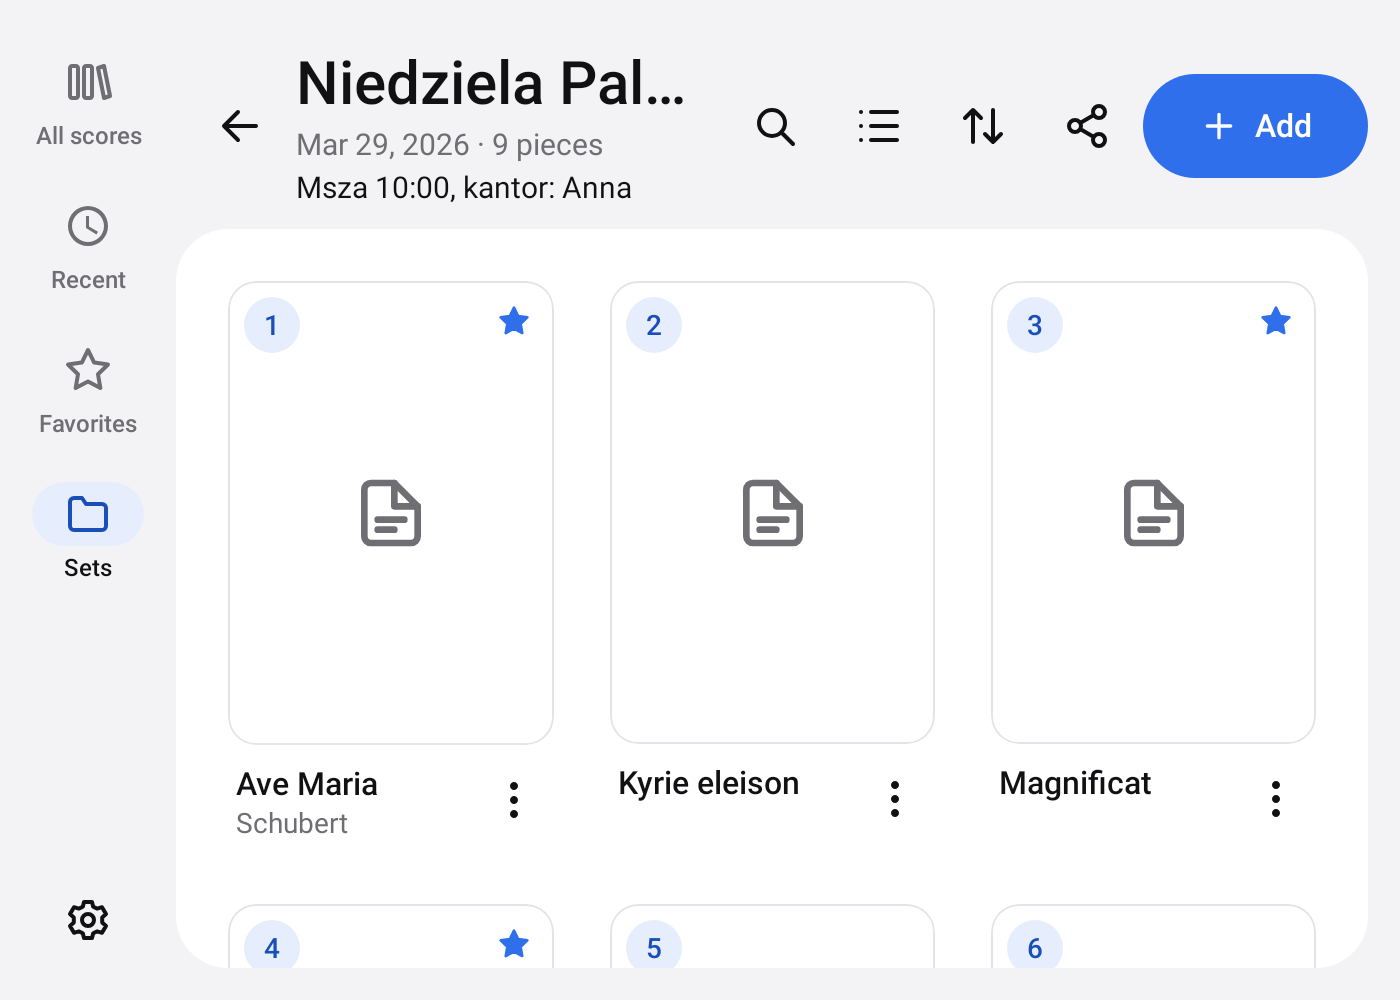 All scores
Recent
Favorites
Sets
Niedziela Pal...
Mar 29, 2026 · 9 pieces
Msza 10:00, kantor: Anna
Add
1
2
3
Ave Maria
Schubert
Kyrie eleison
Magnificat
4
5
6